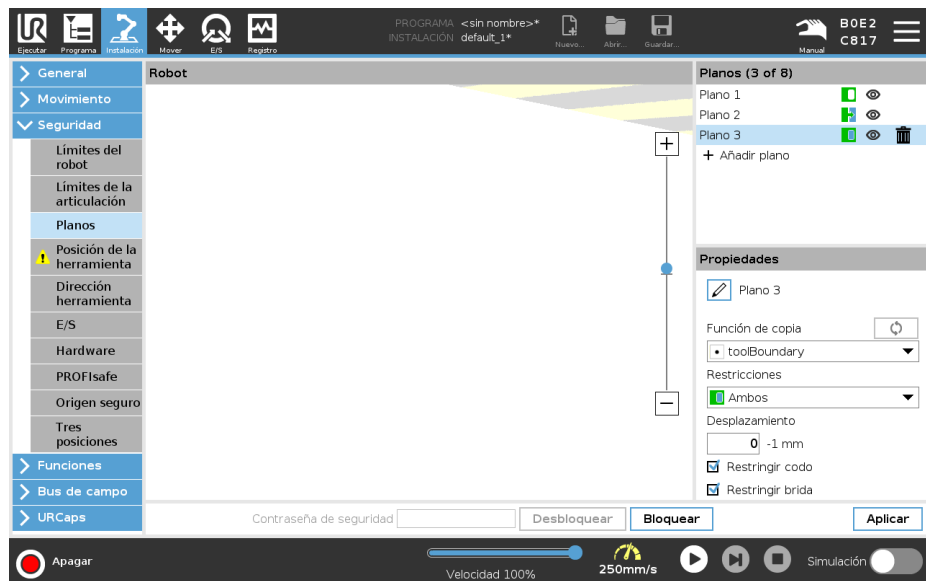 PROGRAMA <sin nombre>*
INSTALACIÓN default_1*
Ejecutar
Programa
Instalación
Mover
E/S
Registro
Nuevo...
Abrir...
Guardar...
Manual
B0E2
C817
General
Movimiento
Seguridad
Límites del
robot
Límites de la
articulación
Planos
Posición de la
herramienta
Dirección
herramienta
E/S
Hardware
PROFIsafe
Origen seguro
Tres
posiciones
Funciones
Bus de campo
URCaps
Robot
Planos (3 of 8)
Plano 1
Plano 2
Plano 3
Añadir plano
Propiedades
Plano 3
Función de copia
toolBoundary
Restricciones
Ambos
Desplazamiento
0 -1 mm
Restringir codo
Restringir brida
Contraseña de seguridad
Desbloquear
Bloquear
Aplicar
Apagar
Velocidad 100%
250mm/s
Simulación